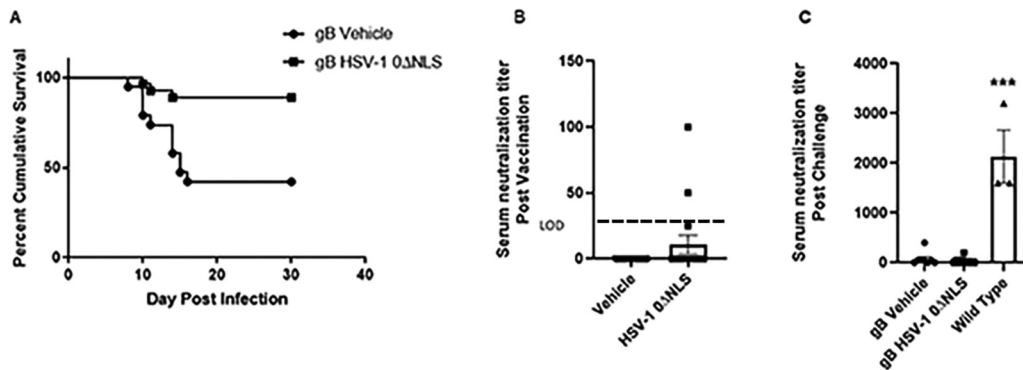 A
gB Vehicle
gB HSV-1 0ΔNLS
Percent Cumulative Survival
100
50
0
0 10 20 30 40
Day Post Infection
B
Serum neutralization titer
Post Vaccination
150
100
50
0
LOD
Vehicle
HSV-1 0ΔNLS
C
Serum neutralization titer
Post Challenge
4000
3000
2000
1000
0
***
gB Vehicle
gB HSV-1 0ΔNLS
Wild Type